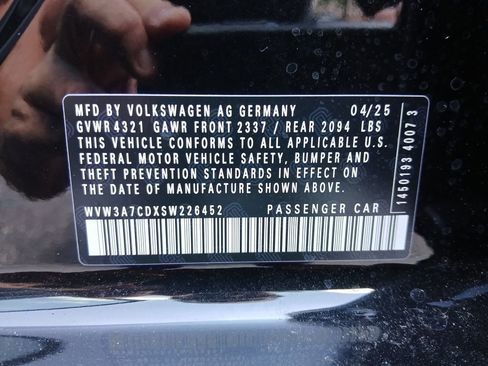 MFD BY VOLKSWAGEN AG GERMANY 04/25
GVWR 4321 GAWR FRONT 2337 / REAR 2094 LBS
THIS VEHICLE CONFORMS TO ALL APPLICABLE U.S.
FEDERAL MOTOR VEHICLE SAFETY, BUMPER AND
THEFT PREVENTION STANDARDS IN EFFECT ON THE
DATE OF MANUFACTURE SHOWN ABOVE.
WVW3A7CDXSW226452 PASSENGER CAR
1450193 4007 3